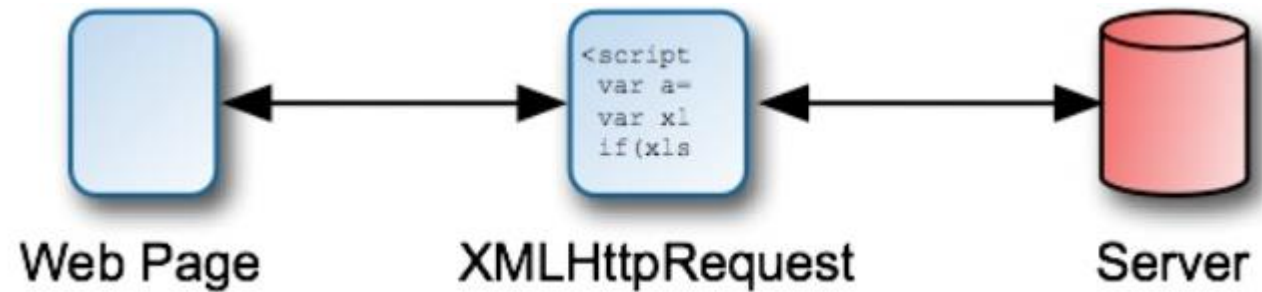 <script
var a=
var xl
if(xls
Web Page
XMLHttpRequest
Server